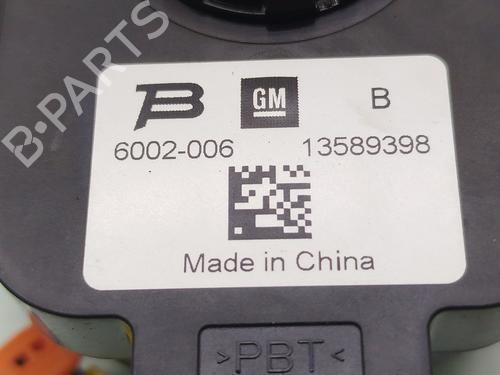 B-PARTS
B GM B
6002-006 13589398
Made in China
>PBT<